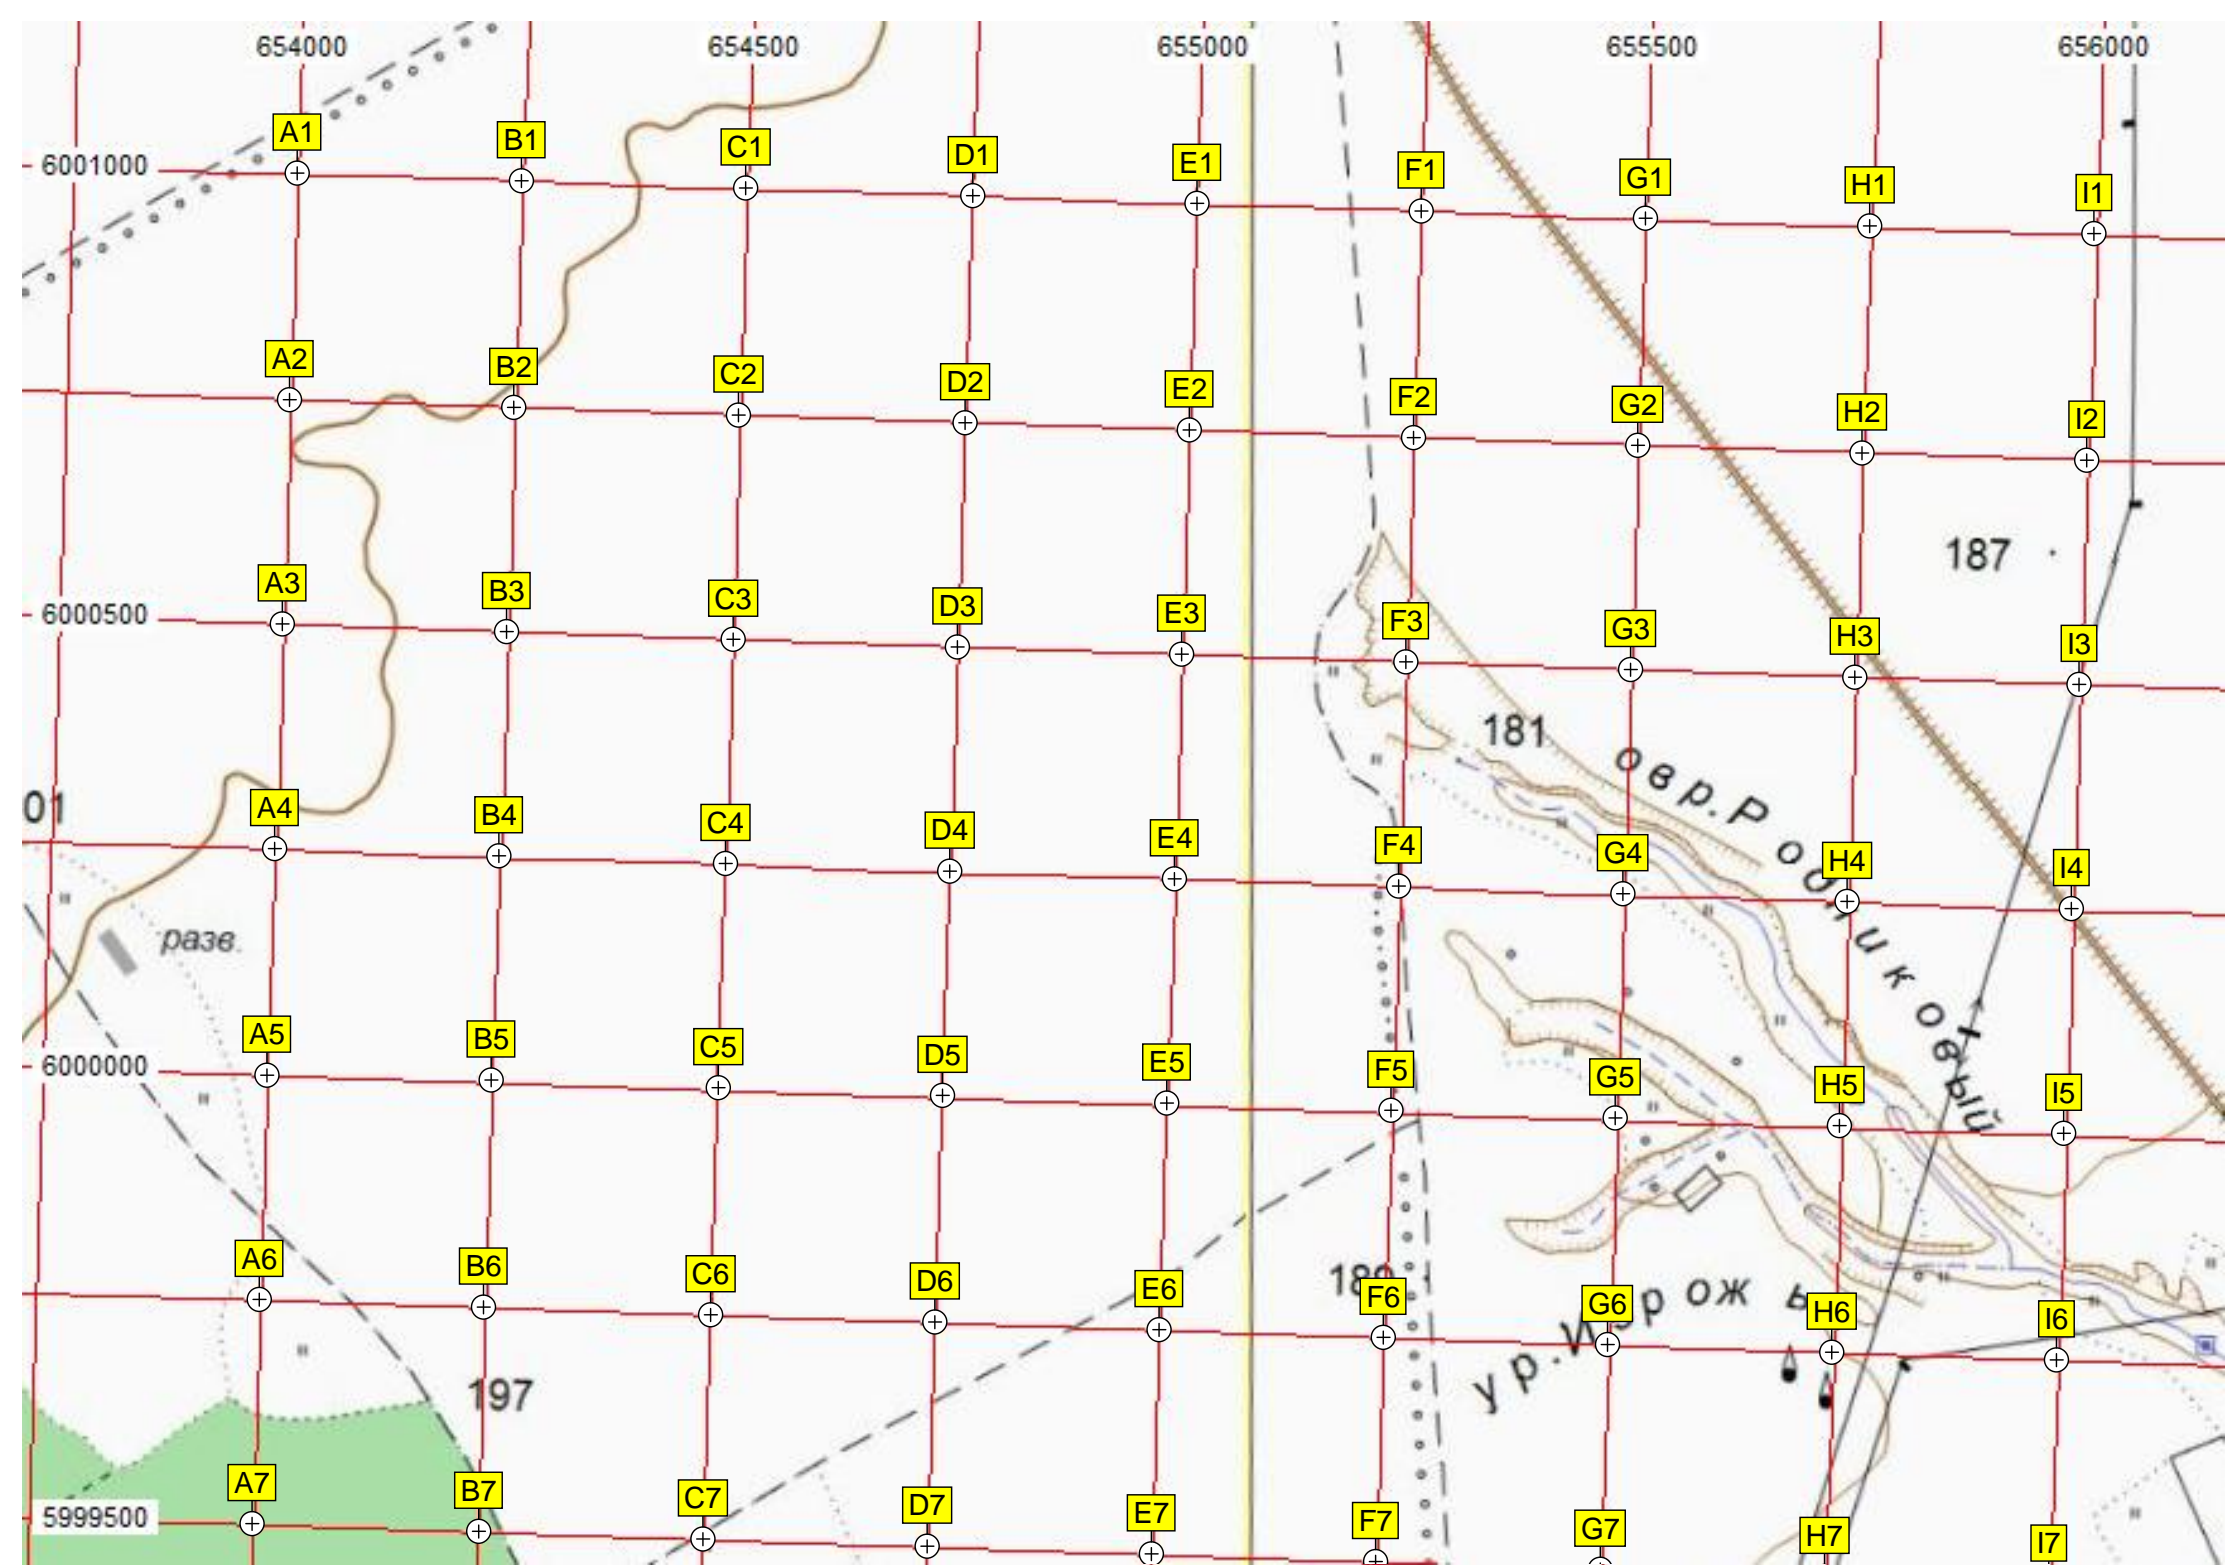 654000 654500 655000 655500 656000
A1 B1 C1 D1 E1 F1 G1 H1 I1
6001000
A2 B2 C2 D2 E2 F2 G2 H2 I2
187
A3 B3 C3 D3 E3 F3 G3 H3 I3
6000500
181
овр. Родниковый
01
A4 B4 C4 D4 E4 F4 G4 H4 I4
разв.
A5 B5 C5 D5 E5 F5 G5 H5 I5
6000000
A6 B6 C6 D6 E6 F6 G6 H6 I6
197
A7 B7 C7 D7 E7 F7 G7 H7 I7
5999500